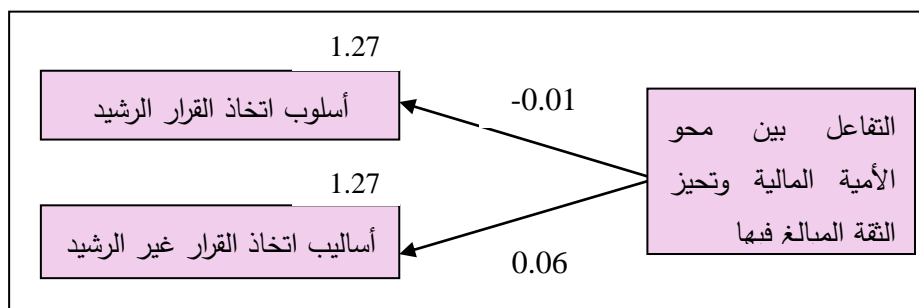 1.27
أسلوب اتخاذ القرار الرشيد
-0.01
التفاعل بين محو
الأمية المالية وتحيز
الثقة المبالغ فيها
1.27
أساليب اتخاذ القرار غير الرشيد
0.06